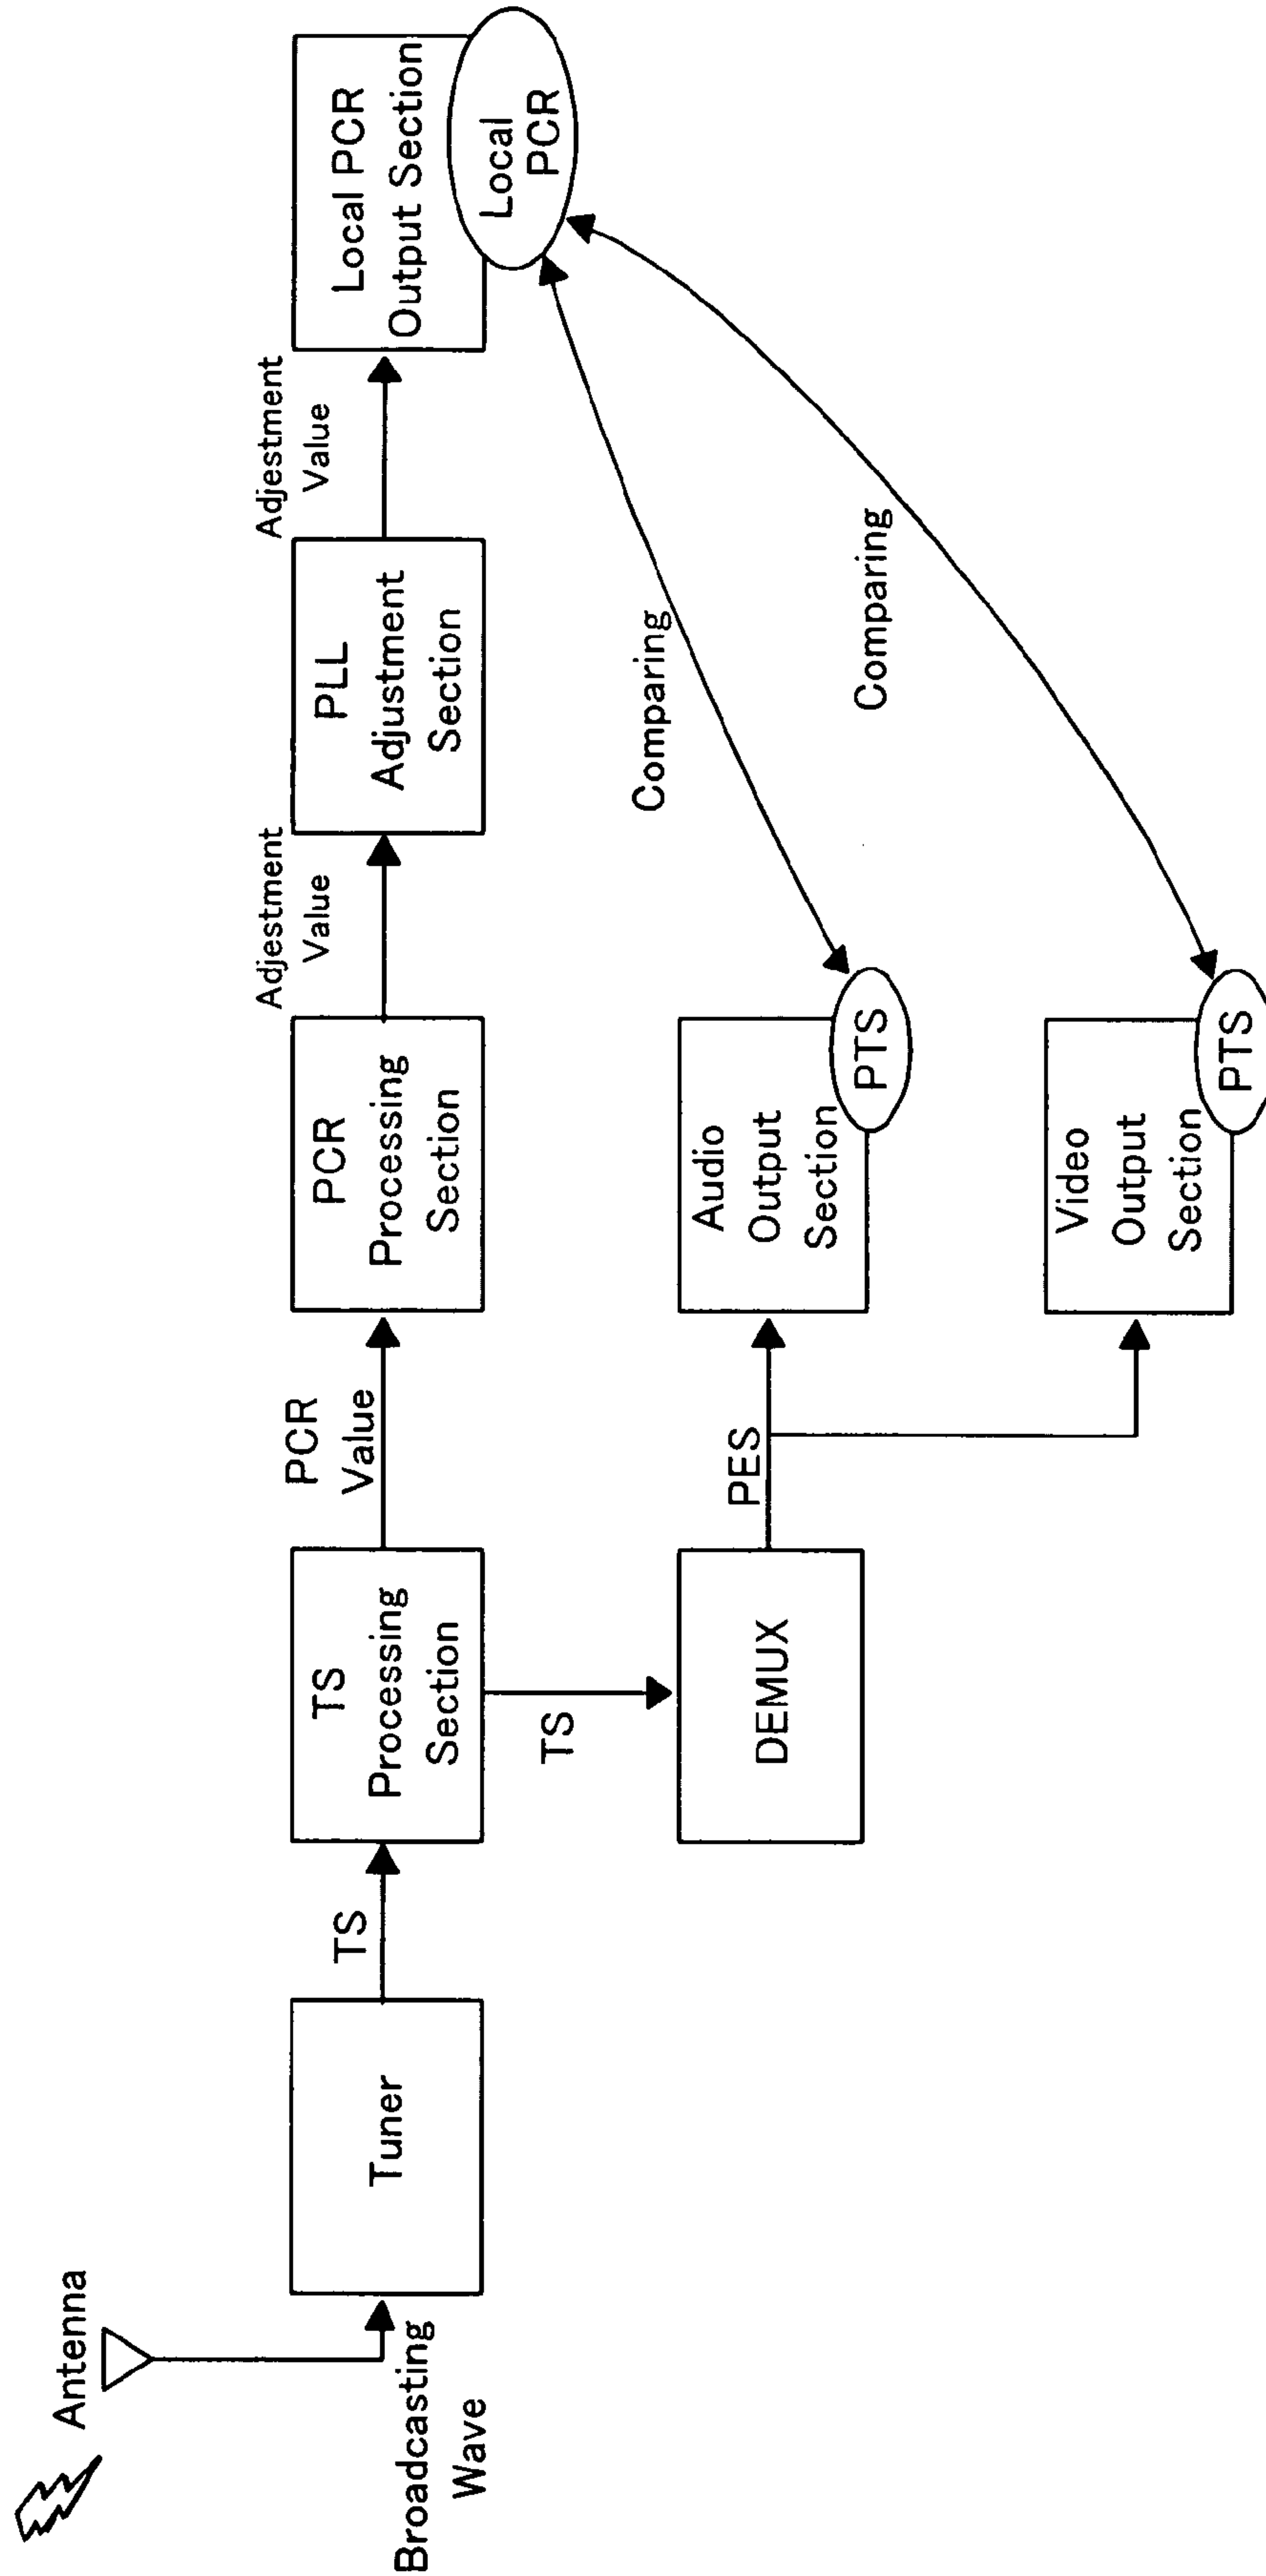 Antenna
Broadcasting
Wave
Tuner
TS
TS
Processing
Section
PCR
Value
PCR
Processing
Section
Adjestment
Value
PLL
Adjustment
Section
Adjestment
Value
Local PCR
Output Section
Local
PCR
TS
DEMUX
PES
Audio
Output
Section
PTS
Comparing
Video
Output
Section
PTS
Comparing